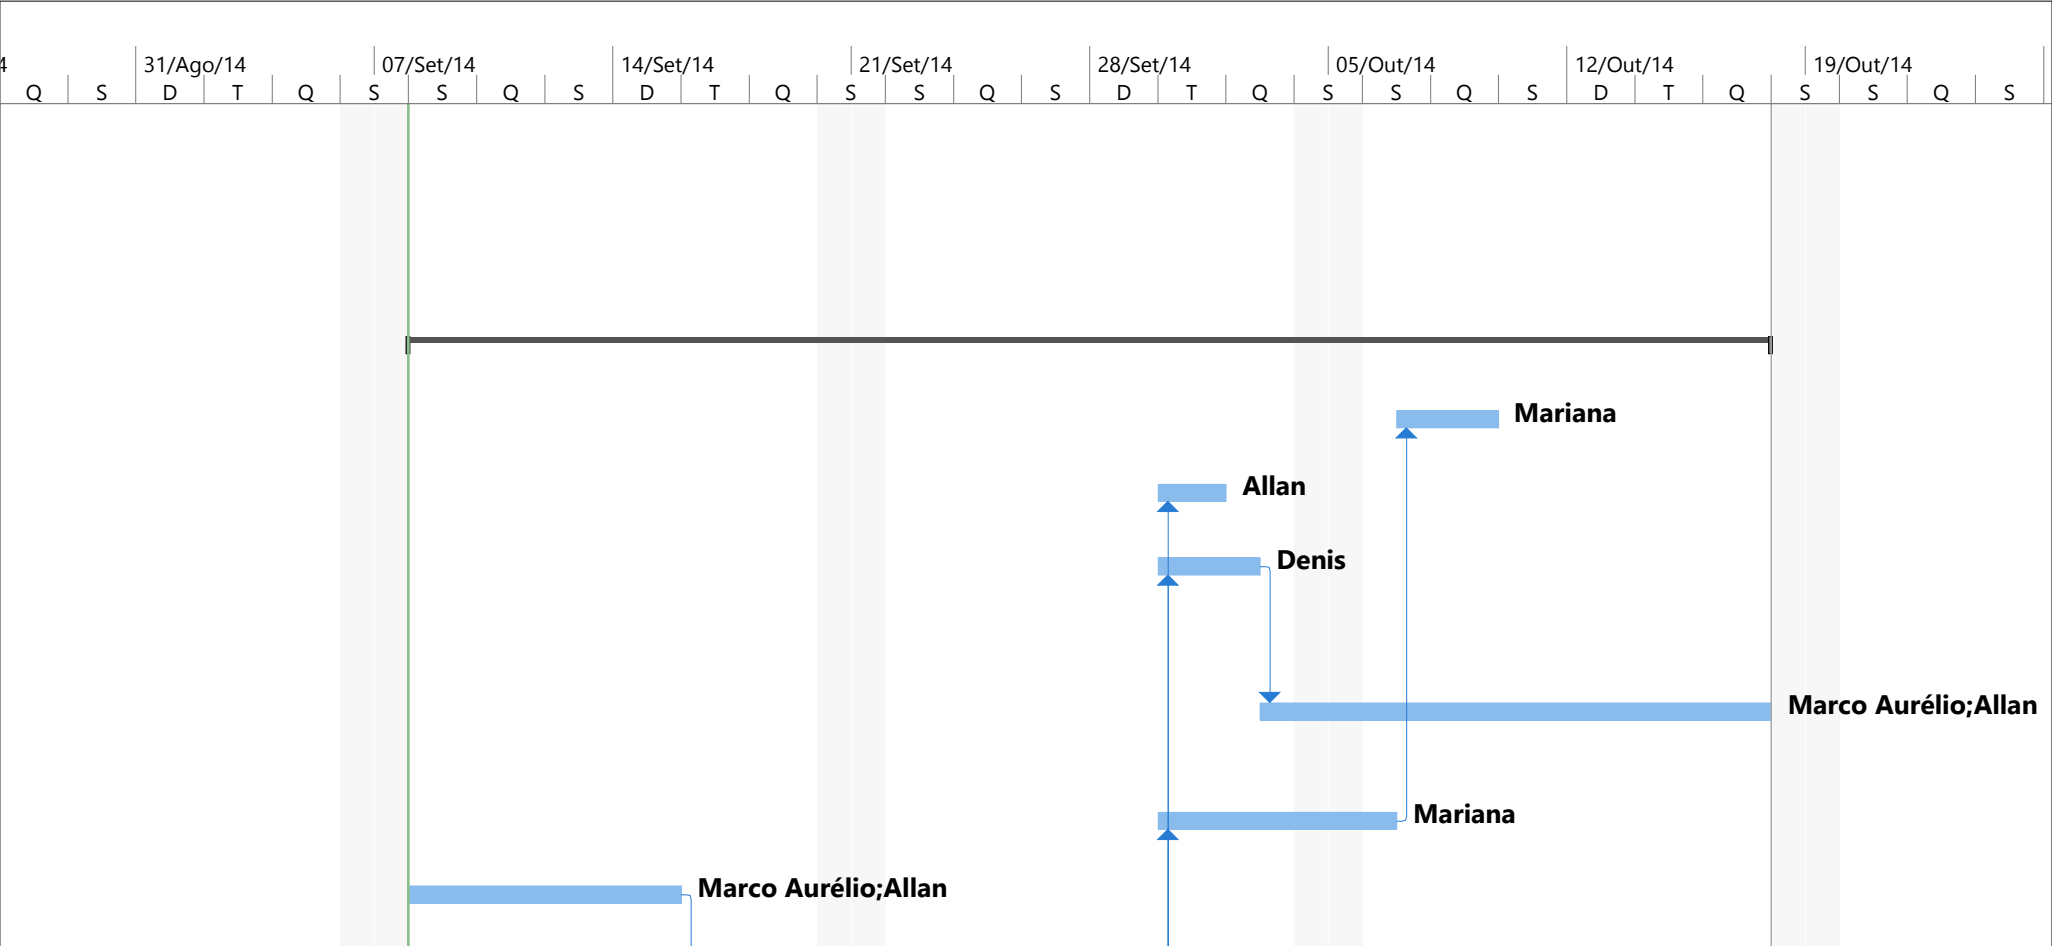 4 31/Ago/14 07/Set/14 14/Set/14 21/Set/14 28/Set/14 05/Out/14 12/Out/14 19/Out/14
Q S D T Q S S Q S D T Q S S Q S D T Q S S Q S D T Q S S Q S
Mariana
Allan
Denis
Marco Aurélio;Allan
Mariana
Marco Aurélio;Allan